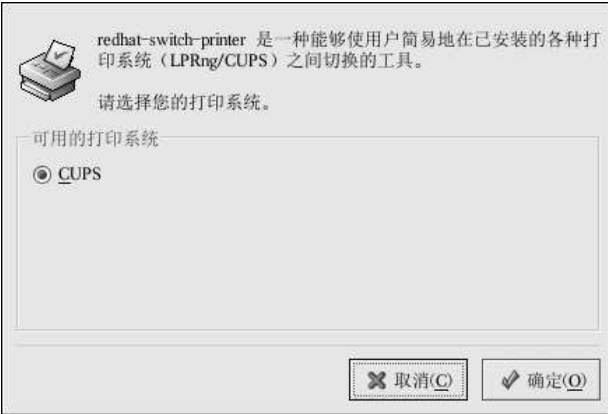 redhat-switch-printer 是一种能够使用户简易地在已安装的各种打
印系统（LPRng/CUPS）之间切换的工具。
请选择您的打印系统。
可用的打印系统
CUPS
取消(C) 确定(O)